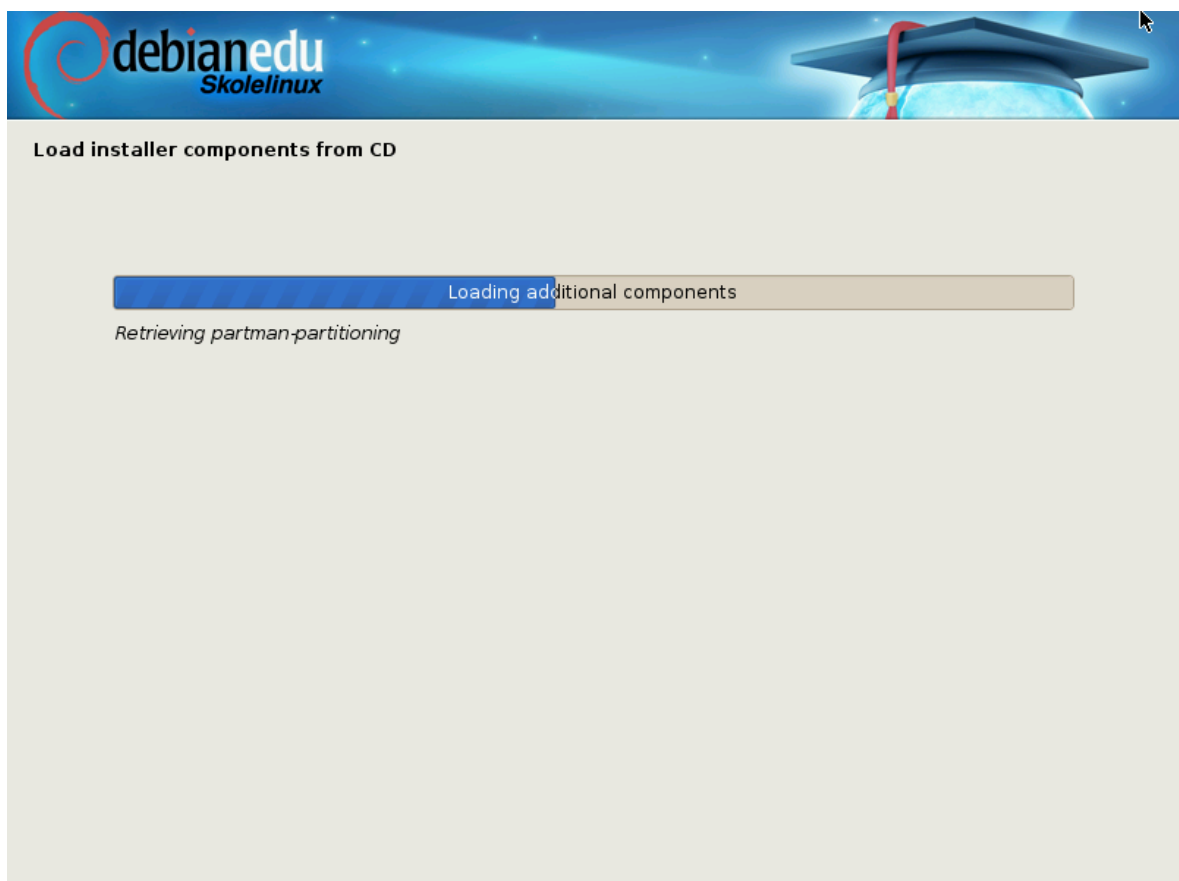 debianedu
Skolelinux
Load installer components from CD
Loading additional components
Retrieving partman-partitioning